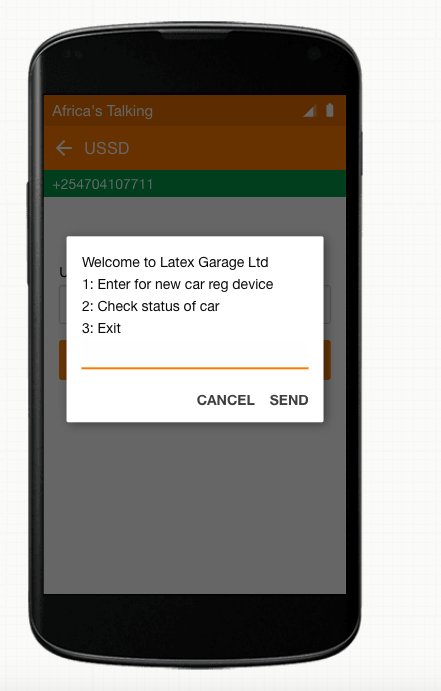 Africa's Talking
USSD
+254704107711
U
Welcome to Latex Garage Ltd
1: Enter for new car reg device
2: Check status of car
3: Exit
CANCEL SEND